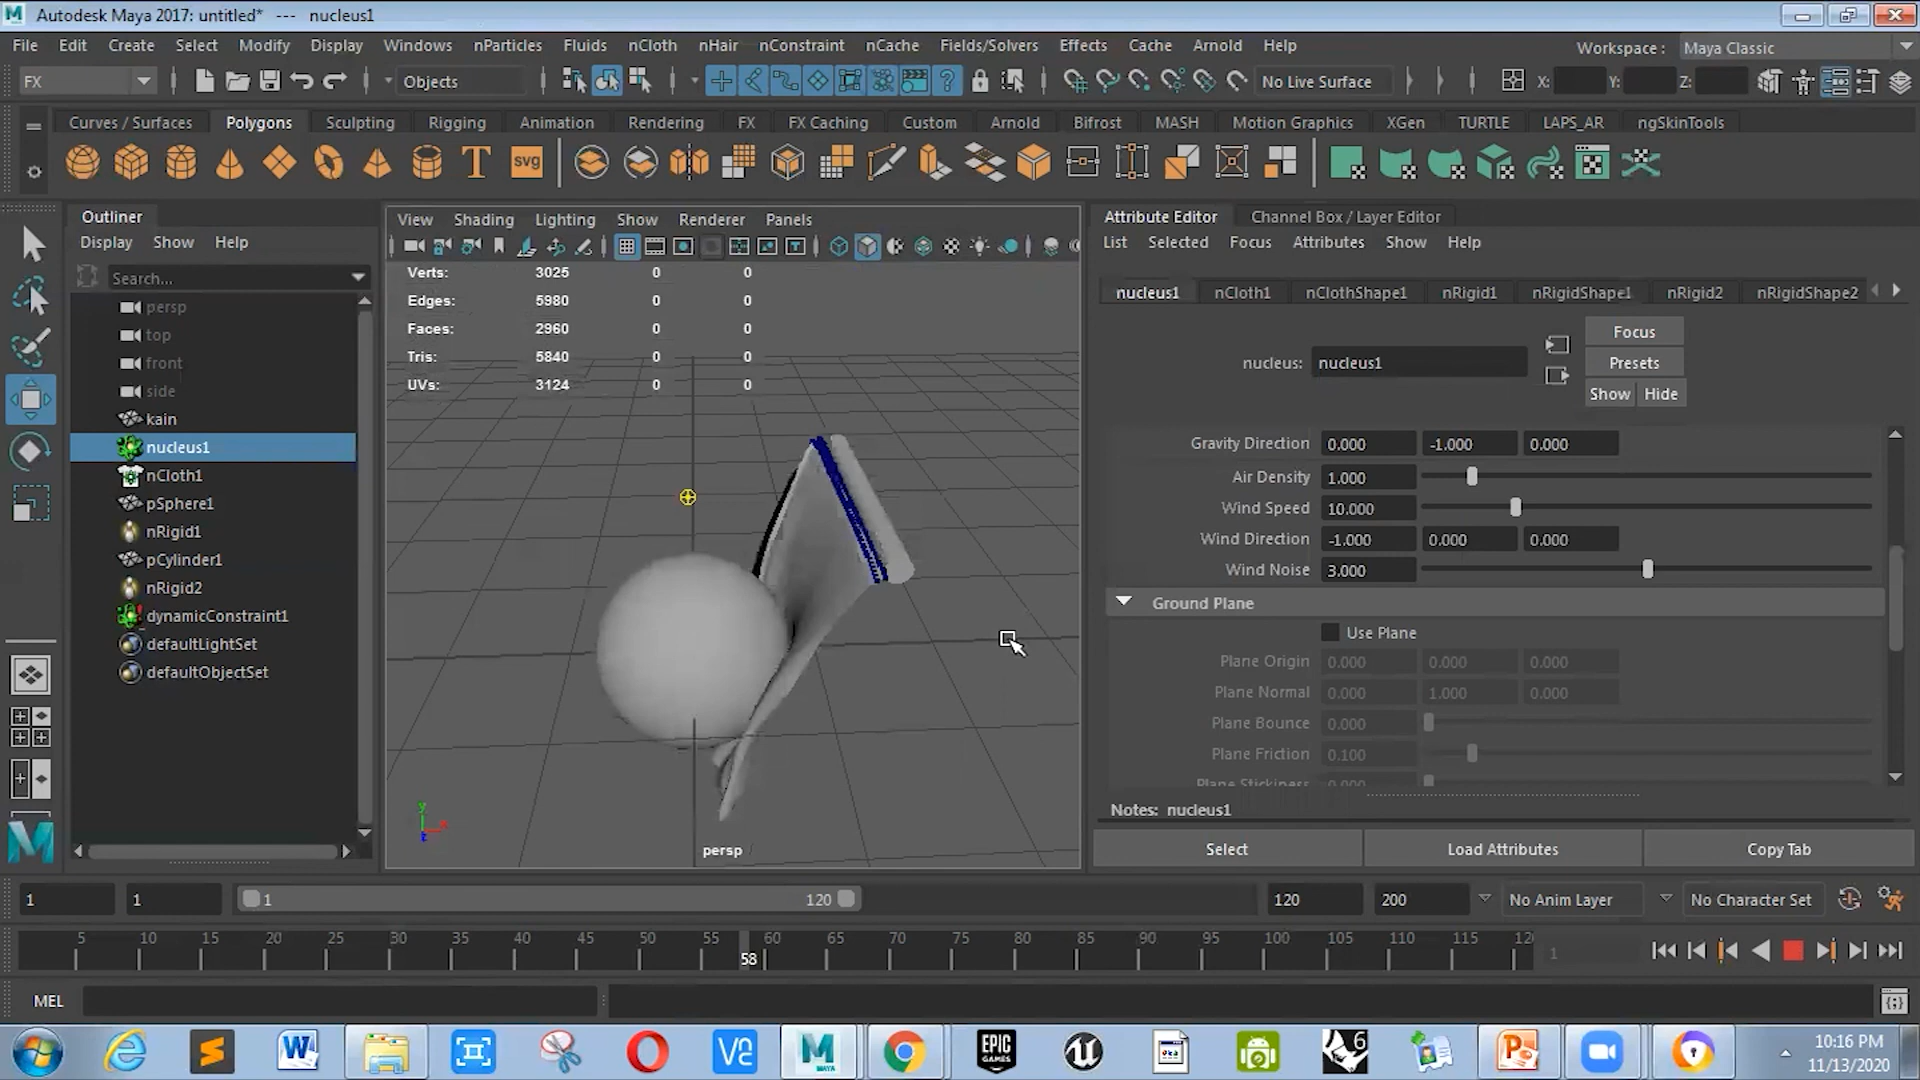 Autodesk Maya 2017: untitled* --- nucleus1
File Edit Create Select Modify Display Windows nParticles Fluids nCloth nHair nConstraint nCache Fields/Solvers Effects Cache Arnold Help Workspace : Maya Classic
FX Objects No Live Surface X: Y: Z:
Curves / Surfaces Polygons Sculpting Rigging Animation Rendering FX FX Caching Custom Arnold Bifrost MASH Motion Graphics XGen TURTLE LAPS_AR ngSkinTools
T SVG
Outliner
Display Show Help
Search...
persp
top
front
side
kain
nucleus1
nCloth1
pSphere1
nRigid1
pCylinder1
nRigid2
dynamicConstraint1
defaultLightSet
defaultObjectSet
View Shading Lighting Show Renderer Panels
Verts: 3025 0 0
Edges: 5980 0 0
Faces: 2960 0 0
Tris: 5840 0 0
UVs: 3124 0 0
y x z
persp
Attribute Editor Channel Box / Layer Editor
List Selected Focus Attributes Show Help
nucleus1 nCloth1 nClothShape1 nRigid1 nRigidShape1 nRigid2 nRigidShape2
nucleus: nucleus1
Focus
Presets
Show Hide
Gravity Direction 0.000 -1.000 0.000
Air Density 1.000
Wind Speed 10.000
Wind Direction -1.000 0.000 0.000
Wind Noise 3.000
Ground Plane
Use Plane
Plane Origin 0.000 0.000 0.000
Plane Normal 0.000 1.000 0.000
Plane Bounce 0.000
Plane Friction 0.100
Plane Stickiness 0.000
Notes: nucleus1
Select Load Attributes Copy Tab
1 1 1 120 120 200 No Anim Layer No Character Set
5 10 15 20 25 30 35 40 45 50 55 60 65 70 75 80 85 90 95 100 105 110 115 12
58 1
MEL
MAYA EPIC GAMES 6
10:16 PM
11/13/2020